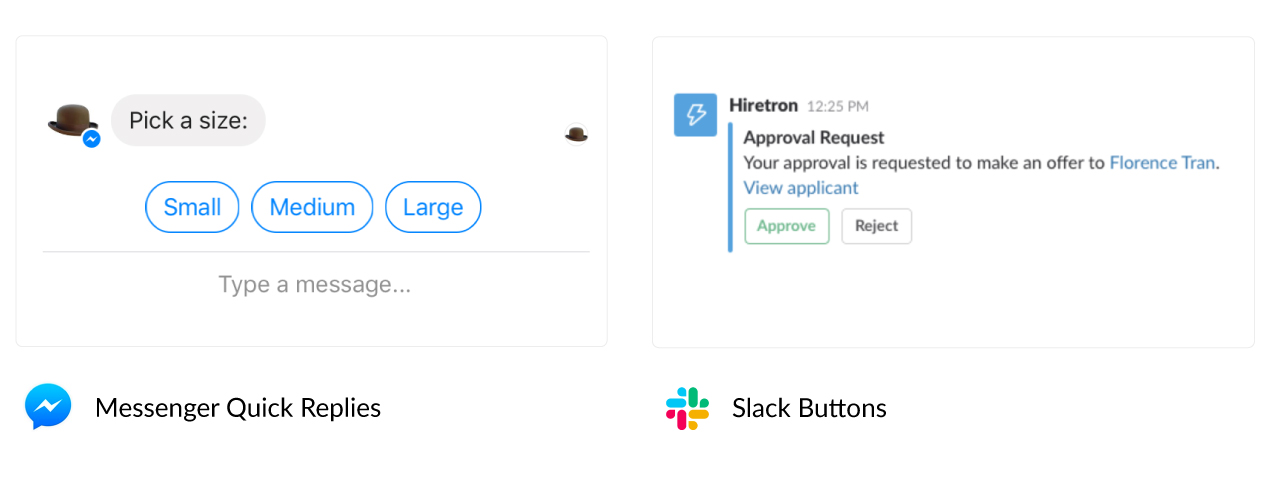 Pick a size:
Small Medium Large
Type a message...
Messenger Quick Replies
Hiretron 12:25 PM
Approval Request
Your approval is requested to make an offer to Florence Tran.
View applicant
Approve Reject
Slack Buttons